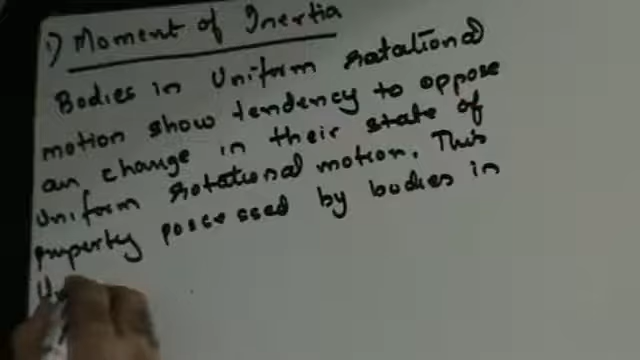 1) Moment of Inertia
Bodies in Uniform rotational
motion show tendency to oppose
an change in their state of
Uniform rotational motion. This
property possessed by bodies in